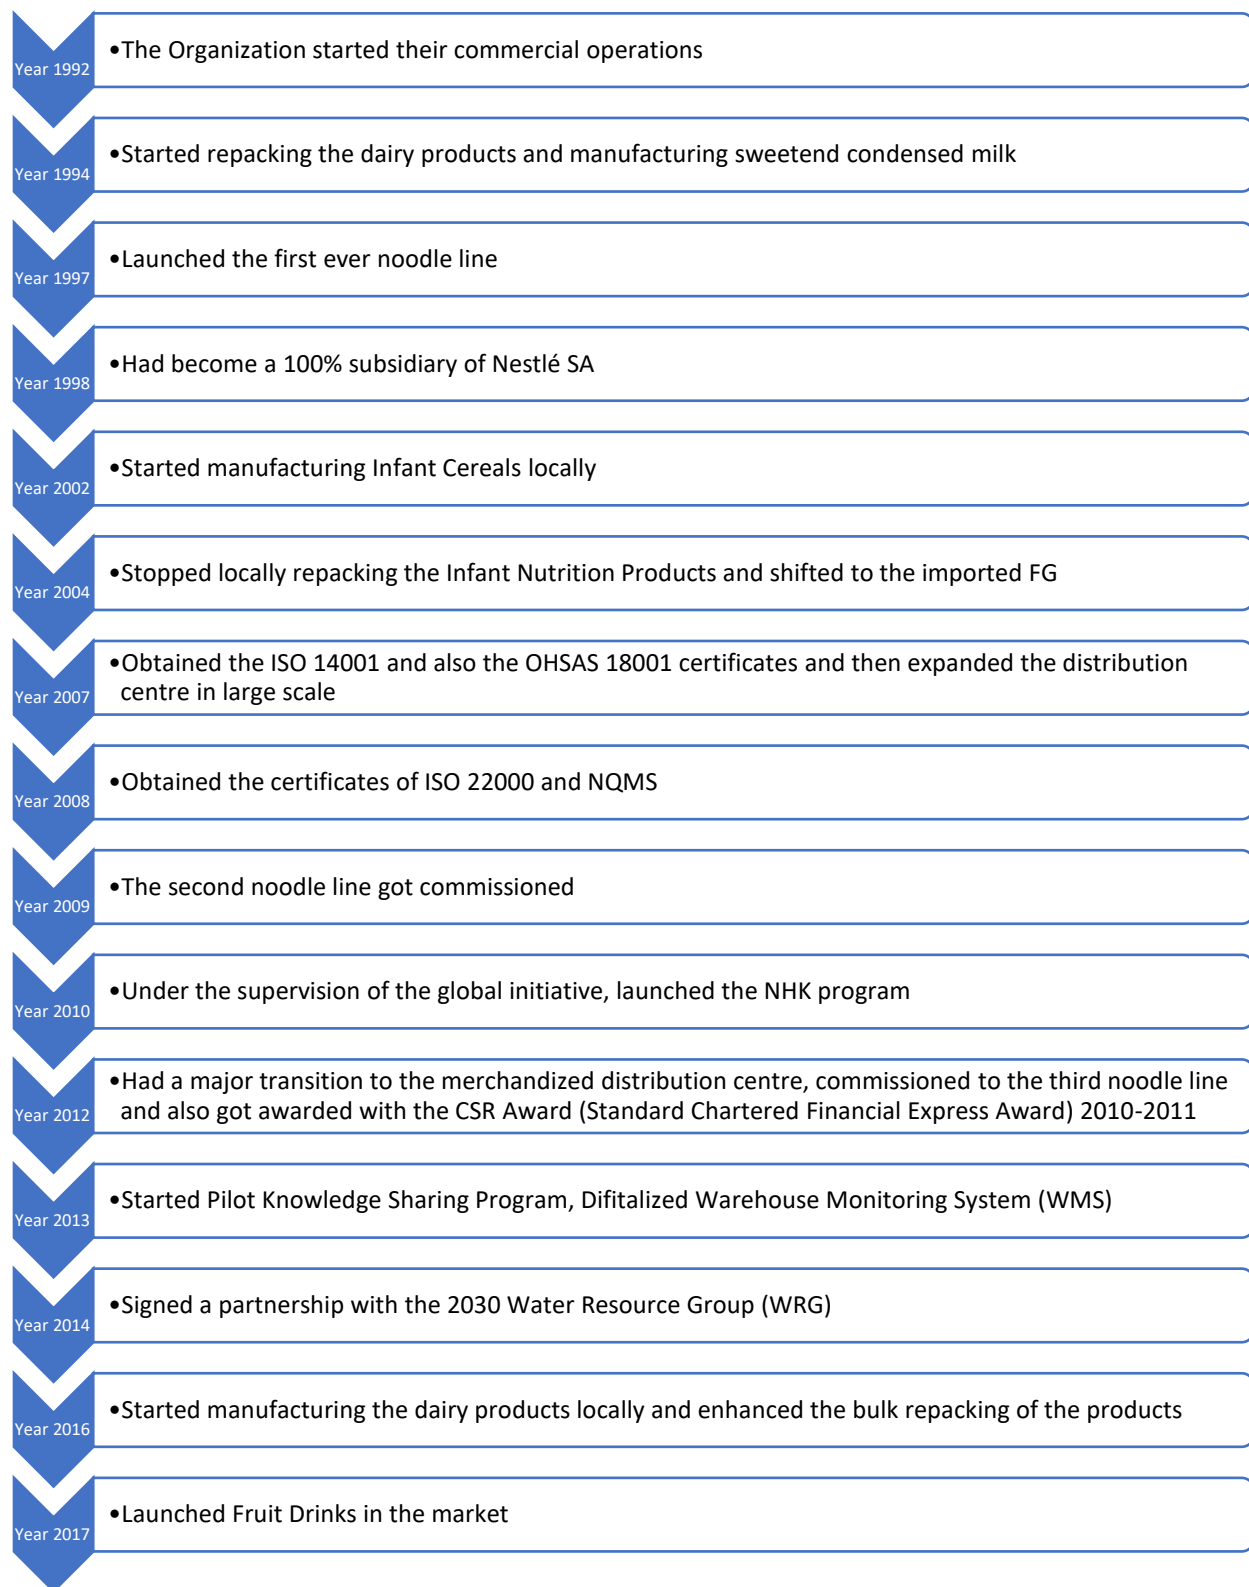 Year 1992
•The Organization started their commercial operations
Year 1994
•Started repacking the dairy products and manufacturing sweetend condensed milk
Year 1997
•Launched the first ever noodle line
Year 1998
•Had become a 100% subsidiary of Nestlé SA
Year 2002
•Started manufacturing Infant Cereals locally
Year 2004
•Stopped locally repacking the Infant Nutrition Products and shifted to the imported FG
Year 2007
•Obtained the ISO 14001 and also the OHSAS 18001 certificates and then expanded the distribution
centre in large scale
Year 2008
•Obtained the certificates of ISO 22000 and NQMS
Year 2009
•The second noodle line got commissioned
Year 2010
•Under the supervision of the global initiative, launched the NHK program
Year 2012
•Had a major transition to the merchandized distribution centre, commissioned to the third noodle line
and also got awarded with the CSR Award (Standard Chartered Financial Express Award) 2010-2011
Year 2013
•Started Pilot Knowledge Sharing Program, Difitalized Warehouse Monitoring System (WMS)
Year 2014
•Signed a partnership with the 2030 Water Resource Group (WRG)
Year 2016
•Started manufacturing the dairy products locally and enhanced the bulk repacking of the products
Year 2017
•Launched Fruit Drinks in the market